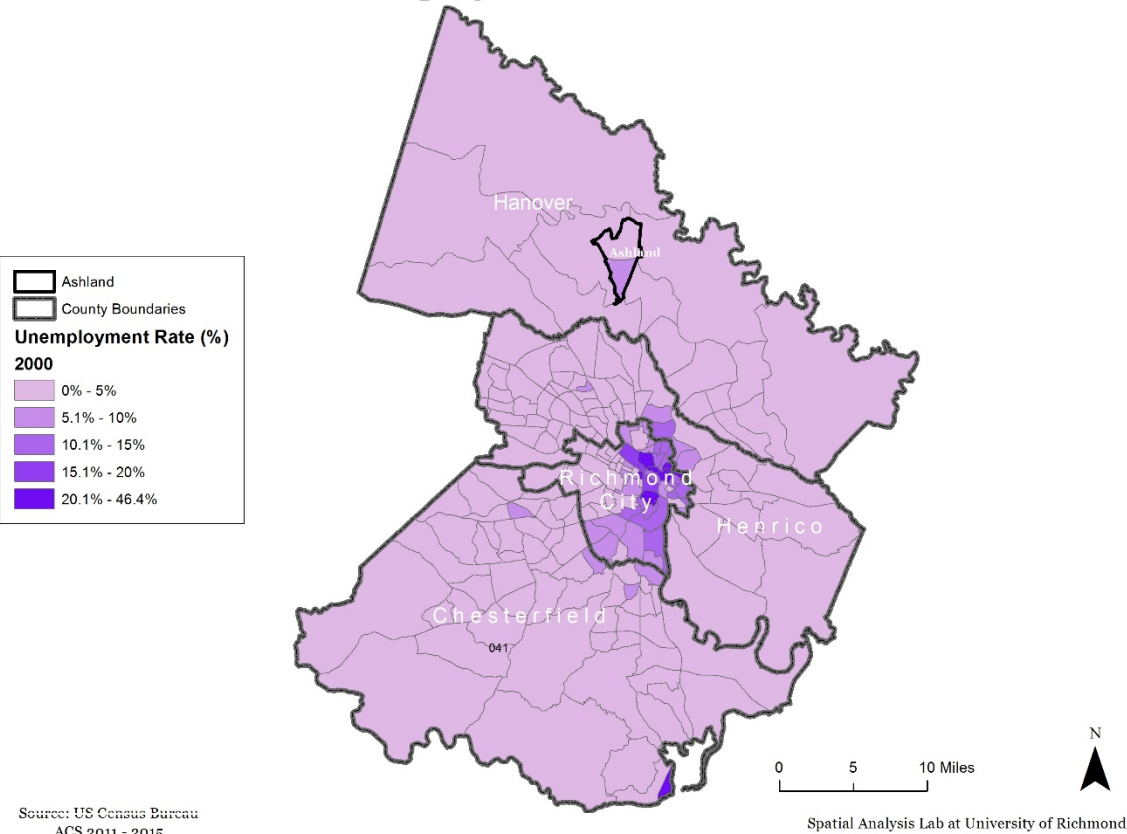 Hanover
Ashland
Ashland
County Boundaries
Unemployment Rate (%)
2000
0% - 5%
5.1% - 10%
10.1% - 15%
15.1% - 20%
20.1% - 46.4%
Richmond
City
Henrico
Chesterfield
041
N
0 5 10 Miles
Source: US Census Bureau
ACS 2011 - 2015
Spatial Analysis Lab at University of Richmond